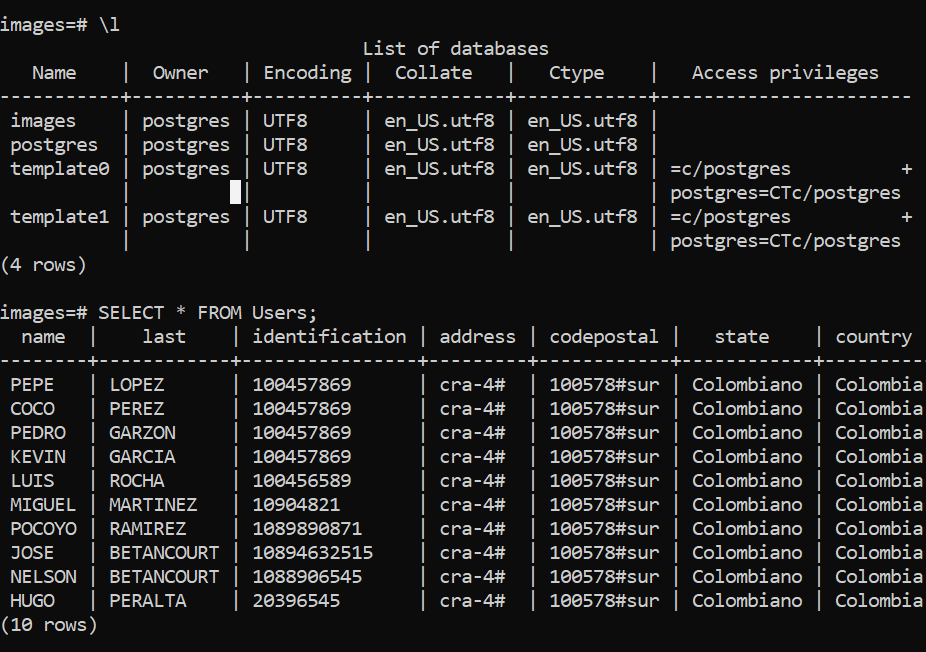 images=# \l
                                 List of databases
   Name    |  Owner   | Encoding |  Collate   |   Ctype    |   Access privileges
-----------+----------+----------+------------+------------+-----------------------
 images    | postgres | UTF8     | en_US.utf8 | en_US.utf8 |
 postgres  | postgres | UTF8     | en_US.utf8 | en_US.utf8 |
 template0 | postgres | UTF8     | en_US.utf8 | en_US.utf8 | =c/postgres          +
           |          |          |            |            | postgres=CTc/postgres
 template1 | postgres | UTF8     | en_US.utf8 | en_US.utf8 | =c/postgres          +
           |          |          |            |            | postgres=CTc/postgres
(4 rows)

images=# SELECT * FROM Users;
  name  |    last    | identification | address | codepostal |   state    | country
--------+------------+----------------+---------+------------+------------+---------
 PEPE   | LOPEZ      | 100457869      | cra-4#  | 100578#sur | Colombiano | Colombia
 COCO   | PEREZ      | 100457869      | cra-4#  | 100578#sur | Colombiano | Colombia
 PEDRO  | GARZON     | 100457869      | cra-4#  | 100578#sur | Colombiano | Colombia
 KEVIN  | GARCIA     | 100457869      | cra-4#  | 100578#sur | Colombiano | Colombia
 LUIS   | ROCHA      | 100456589      | cra-4#  | 100578#sur | Colombiano | Colombia
 MIGUEL | MARTINEZ   | 10904821       | cra-4#  | 100578#sur | Colombiano | Colombia
 POCOYO | RAMIREZ    | 1089890871     | cra-4#  | 100578#sur | Colombiano | Colombia
 JOSE   | BETANCOURT | 10894632515    | cra-4#  | 100578#sur | Colombiano | Colombia
 NELSON | BETANCOURT | 1088906545     | cra-4#  | 100578#sur | Colombiano | Colombia
 HUGO   | PERALTA    | 20396545       | cra-4#  | 100578#sur | Colombiano | Colombia
(10 rows)